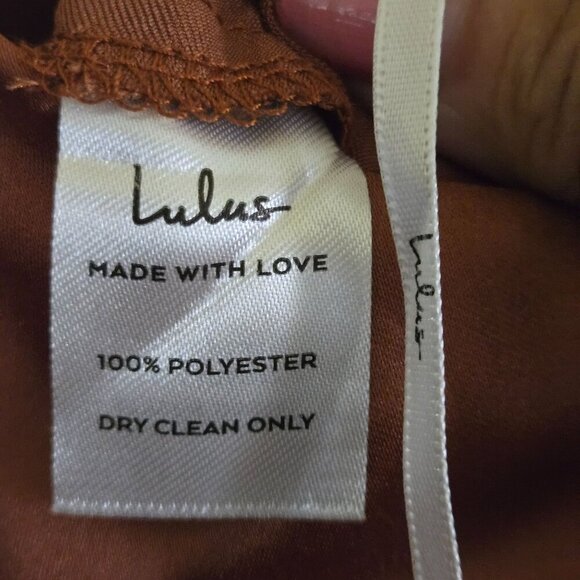 Lulus
MADE WITH LOVE
100% POLYESTER
DRY CLEAN ONLY
Lulus